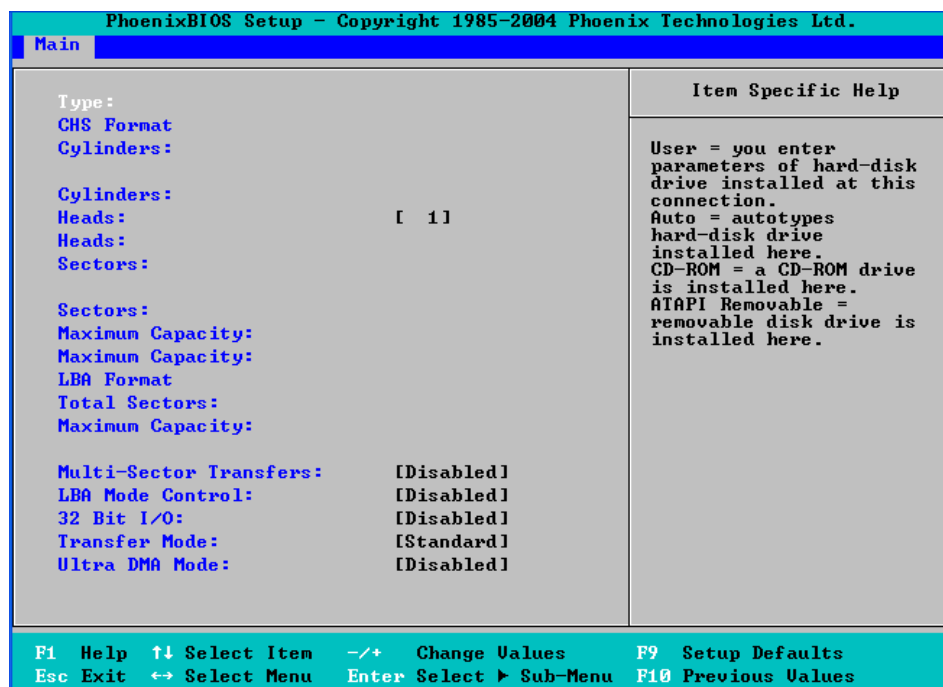 PhoenixBIOS Setup - Copyright 1985-2004 Phoenix Technologies Ltd.
Main
Type:
CHS Format
Cylinders:
Cylinders:
Heads: [ 1]
Heads:
Sectors:
Sectors:
Maximum Capacity:
Maximum Capacity:
LBA Format
Total Sectors:
Maximum Capacity:
Multi-Sector Transfers: [Disabled]
LBA Mode Control: [Disabled]
32 Bit I/O: [Disabled]
Transfer Mode: [Standard]
Ultra DMA Mode: [Disabled]
Item Specific Help
User = you enter
parameters of hard-disk
drive installed at this
connection.
Auto = autotypes
hard-disk drive
installed here.
CD-ROM = a CD-ROM drive
is installed here.
ATAPI Removable =
removable disk drive is
installed here.
F1 Help ↑↓ Select Item -/+ Change Values F9 Setup Defaults
Esc Exit ↔ Select Menu Enter Select ▶ Sub-Menu F10 Previous Values